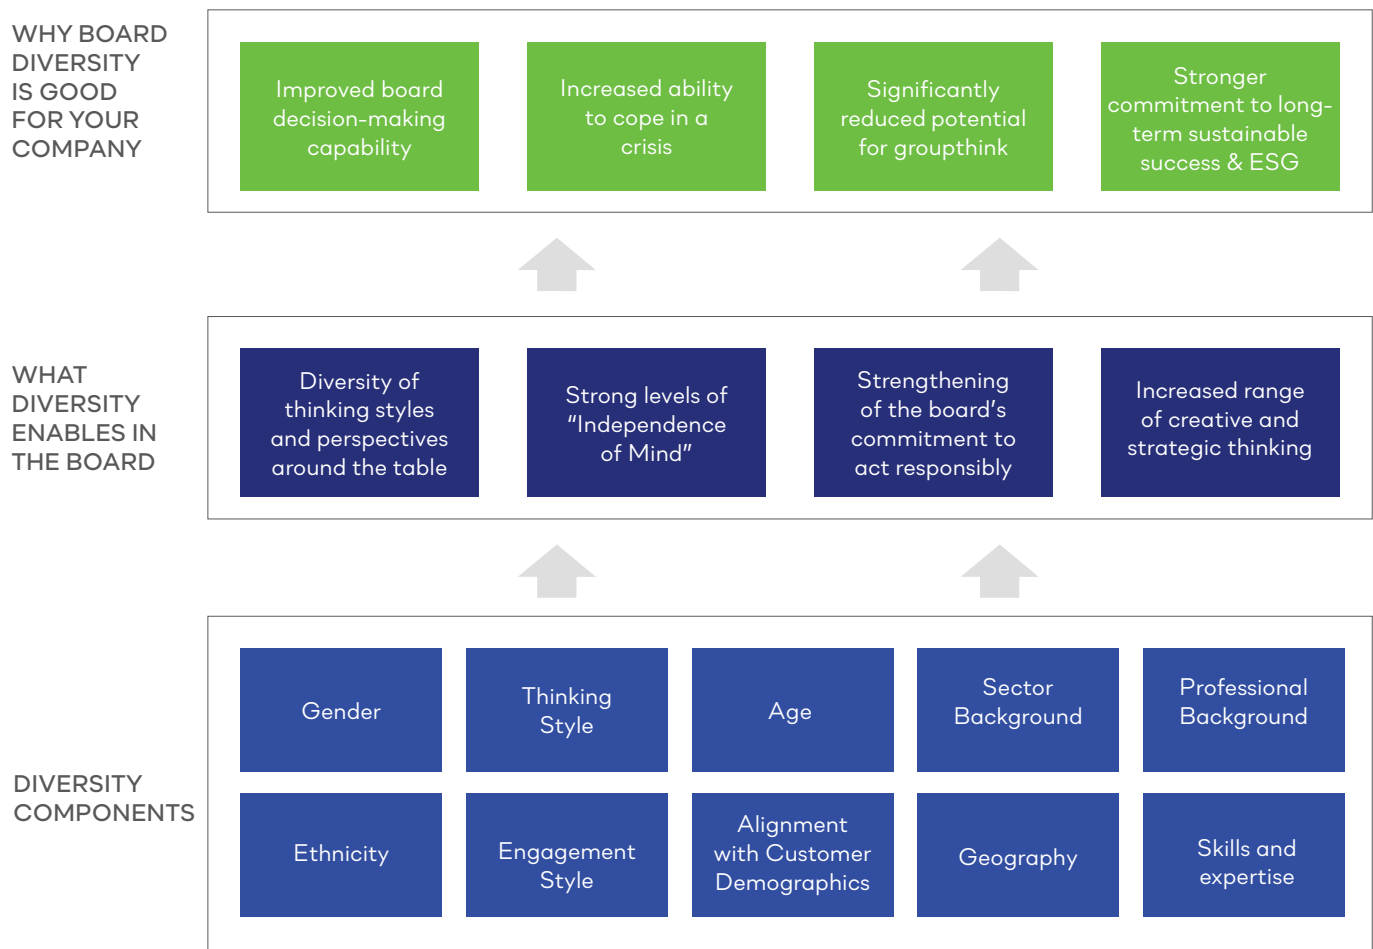 WHY BOARD
DIVERSITY
IS GOOD
FOR YOUR
COMPANY
Improved board
decision-making
capability
Increased ability
to cope in a
crisis
Significantly
reduced potential
for groupthink
Stronger
commitment to long-
term sustainable
success & ESG
WHAT
DIVERSITY
ENABLES IN
THE BOARD
Diversity of
thinking styles
and perspectives
around the table
Strong levels of
“Independence
of Mind”
Strengthening
of the board’s
commitment to
act responsibly
Increased range
of creative and
strategic thinking
DIVERSITY
COMPONENTS
Gender
Thinking
Style
Age
Sector
Background
Professional
Background
Ethnicity
Engagement
Style
Alignment
with Customer
Demographics
Geography
Skills and
expertise